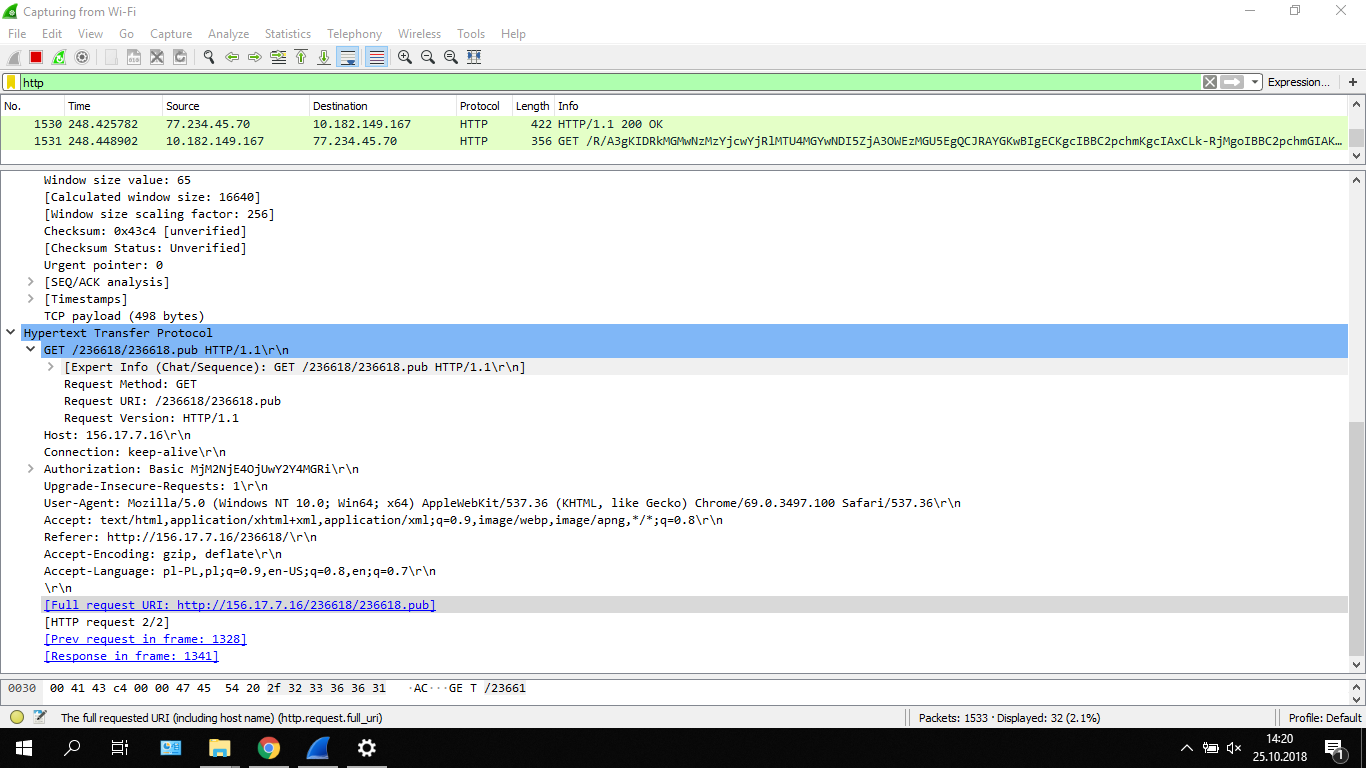 Capturing from Wi-Fi
File Edit View Go Capture Analyze Statistics Telephony Wireless Tools Help
http Expression… +
No. Time Source Destination Protocol Length Info
1530 248.425782 77.234.45.70 10.182.149.167 HTTP 422 HTTP/1.1 200 OK
1531 248.448902 10.182.149.167 77.234.45.70 HTTP 356 GET /R/A3gKIDRkMGMwNzMzYjcwYjRlMTU4MGYwNDI5ZjA3OWEzMGU5EgQCJRAYGKwBIgECKgcIBBC2pchmKgcIAxCLk-RjMgoIBBC2pchmGIAK…
Window size value: 65
[Calculated window size: 16640]
[Window size scaling factor: 256]
Checksum: 0x43c4 [unverified]
[Checksum Status: Unverified]
Urgent pointer: 0
[SEQ/ACK analysis]
[Timestamps]
TCP payload (498 bytes)
Hypertext Transfer Protocol
GET /236618/236618.pub HTTP/1.1\r\n
[Expert Info (Chat/Sequence): GET /236618/236618.pub HTTP/1.1\r\n]
Request Method: GET
Request URI: /236618/236618.pub
Request Version: HTTP/1.1
Host: 156.17.7.16\r\n
Connection: keep-alive\r\n
Authorization: Basic MjM2NjE4OjUwY2Y4MGRi\r\n
Upgrade-Insecure-Requests: 1\r\n
User-Agent: Mozilla/5.0 (Windows NT 10.0; Win64; x64) AppleWebKit/537.36 (KHTML, like Gecko) Chrome/69.0.3497.100 Safari/537.36\r\n
Accept: text/html,application/xhtml+xml,application/xml;q=0.9,image/webp,image/apng,*/*;q=0.8\r\n
Referer: http://156.17.7.16/236618/\r\n
Accept-Encoding: gzip, deflate\r\n
Accept-Language: pl-PL,pl;q=0.9,en-US;q=0.8,en;q=0.7\r\n
\r\n
[Full request URI: http://156.17.7.16/236618/236618.pub]
[HTTP request 2/2]
[Prev request in frame: 1328]
[Response in frame: 1341]
0030 00 41 43 c4 00 00 47 45 54 20 2f 32 33 36 36 31 ·AC···GE T /23661
The full requested URI (including host name) (http.request.full_uri) Packets: 1533 · Displayed: 32 (2.1%) Profile: Default
14:20
25.10.2018
1